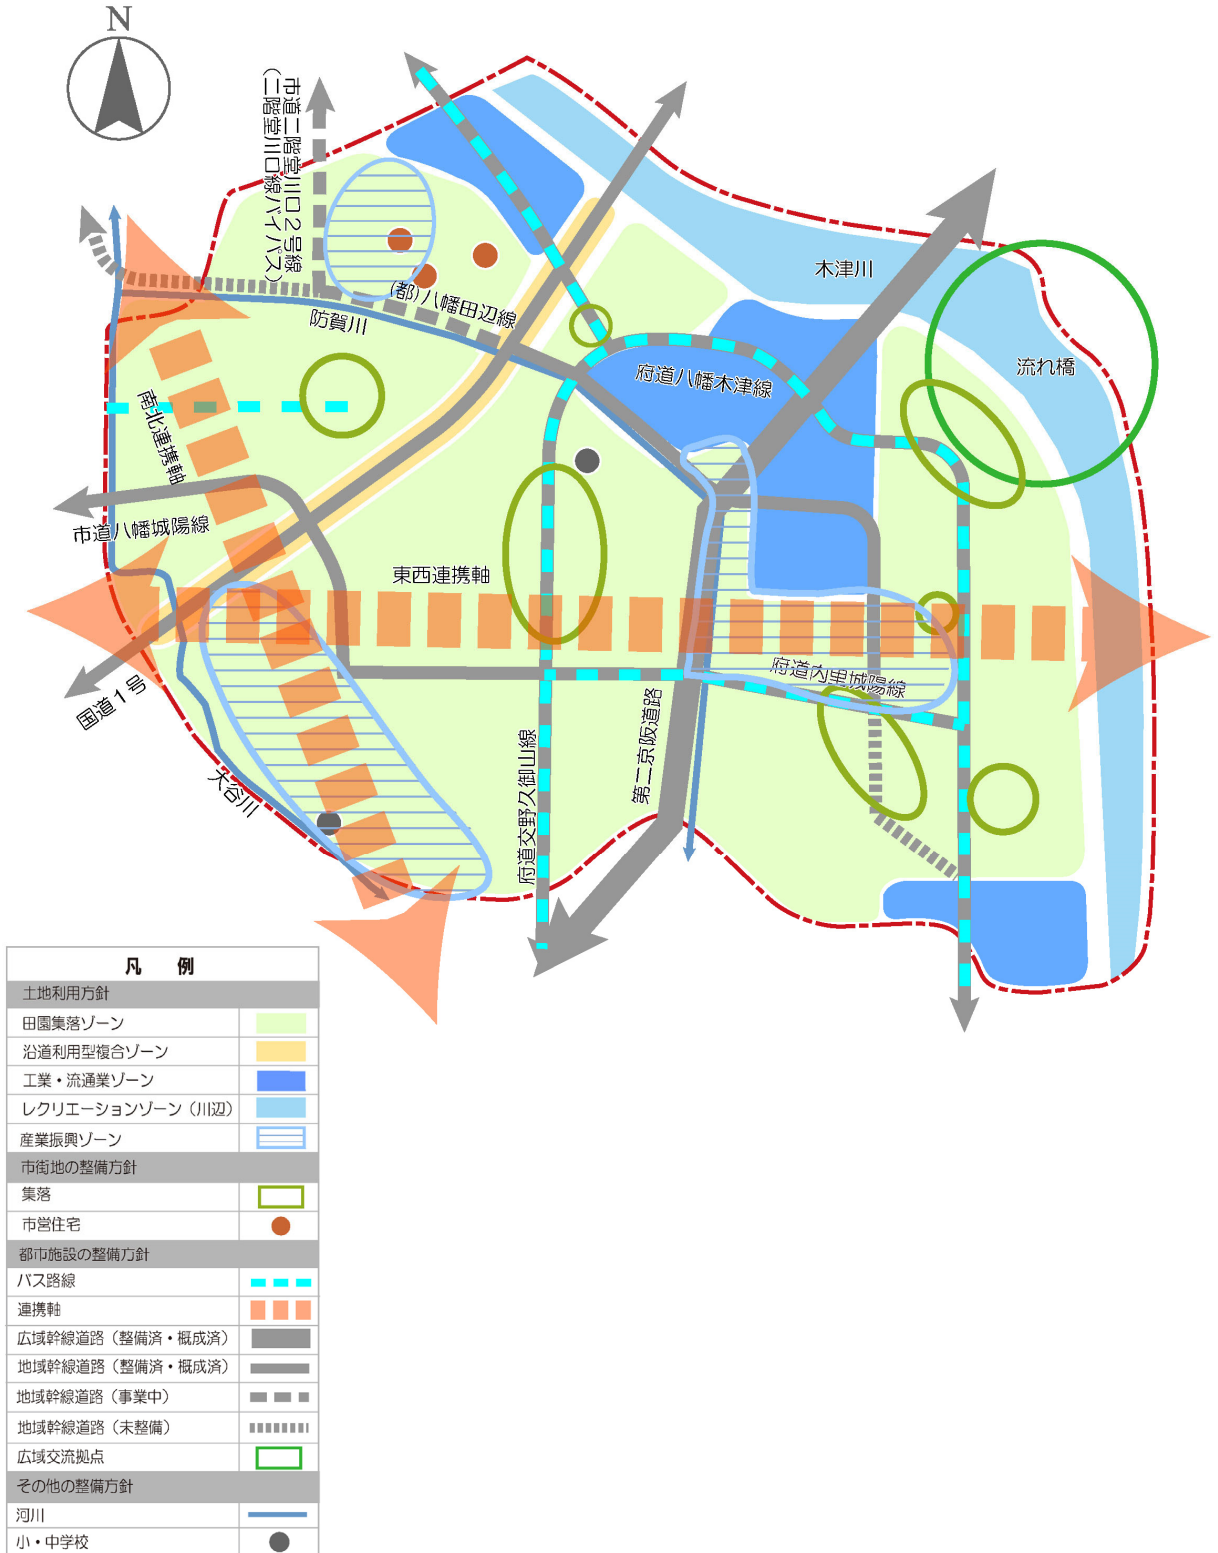 N
市道二階堂川口2号線
(二階堂川口線バイパス)
木津川
(都)八幡田辺線
防賀川
流れ橋
府道八幡木津線
南北連携軸
市道八幡城陽線
東西連携軸
府道内里城陽線
国道1号
第二京阪道路
府道交野久御山線
大谷川
凡 例
土地利用方針
田園集落ゾーン
沿道利用型複合ゾーン
工業・流通業ゾーン
レクリエーションゾーン(川辺)
産業振興ゾーン
市街地の整備方針
集落
市営住宅
都市施設の整備方針
バス路線
連携軸
広域幹線道路(整備済・概成済)
地域幹線道路(整備済・概成済)
地域幹線道路(事業中)
地域幹線道路(未整備)
広域交流拠点
その他の整備方針
河川
小・中学校